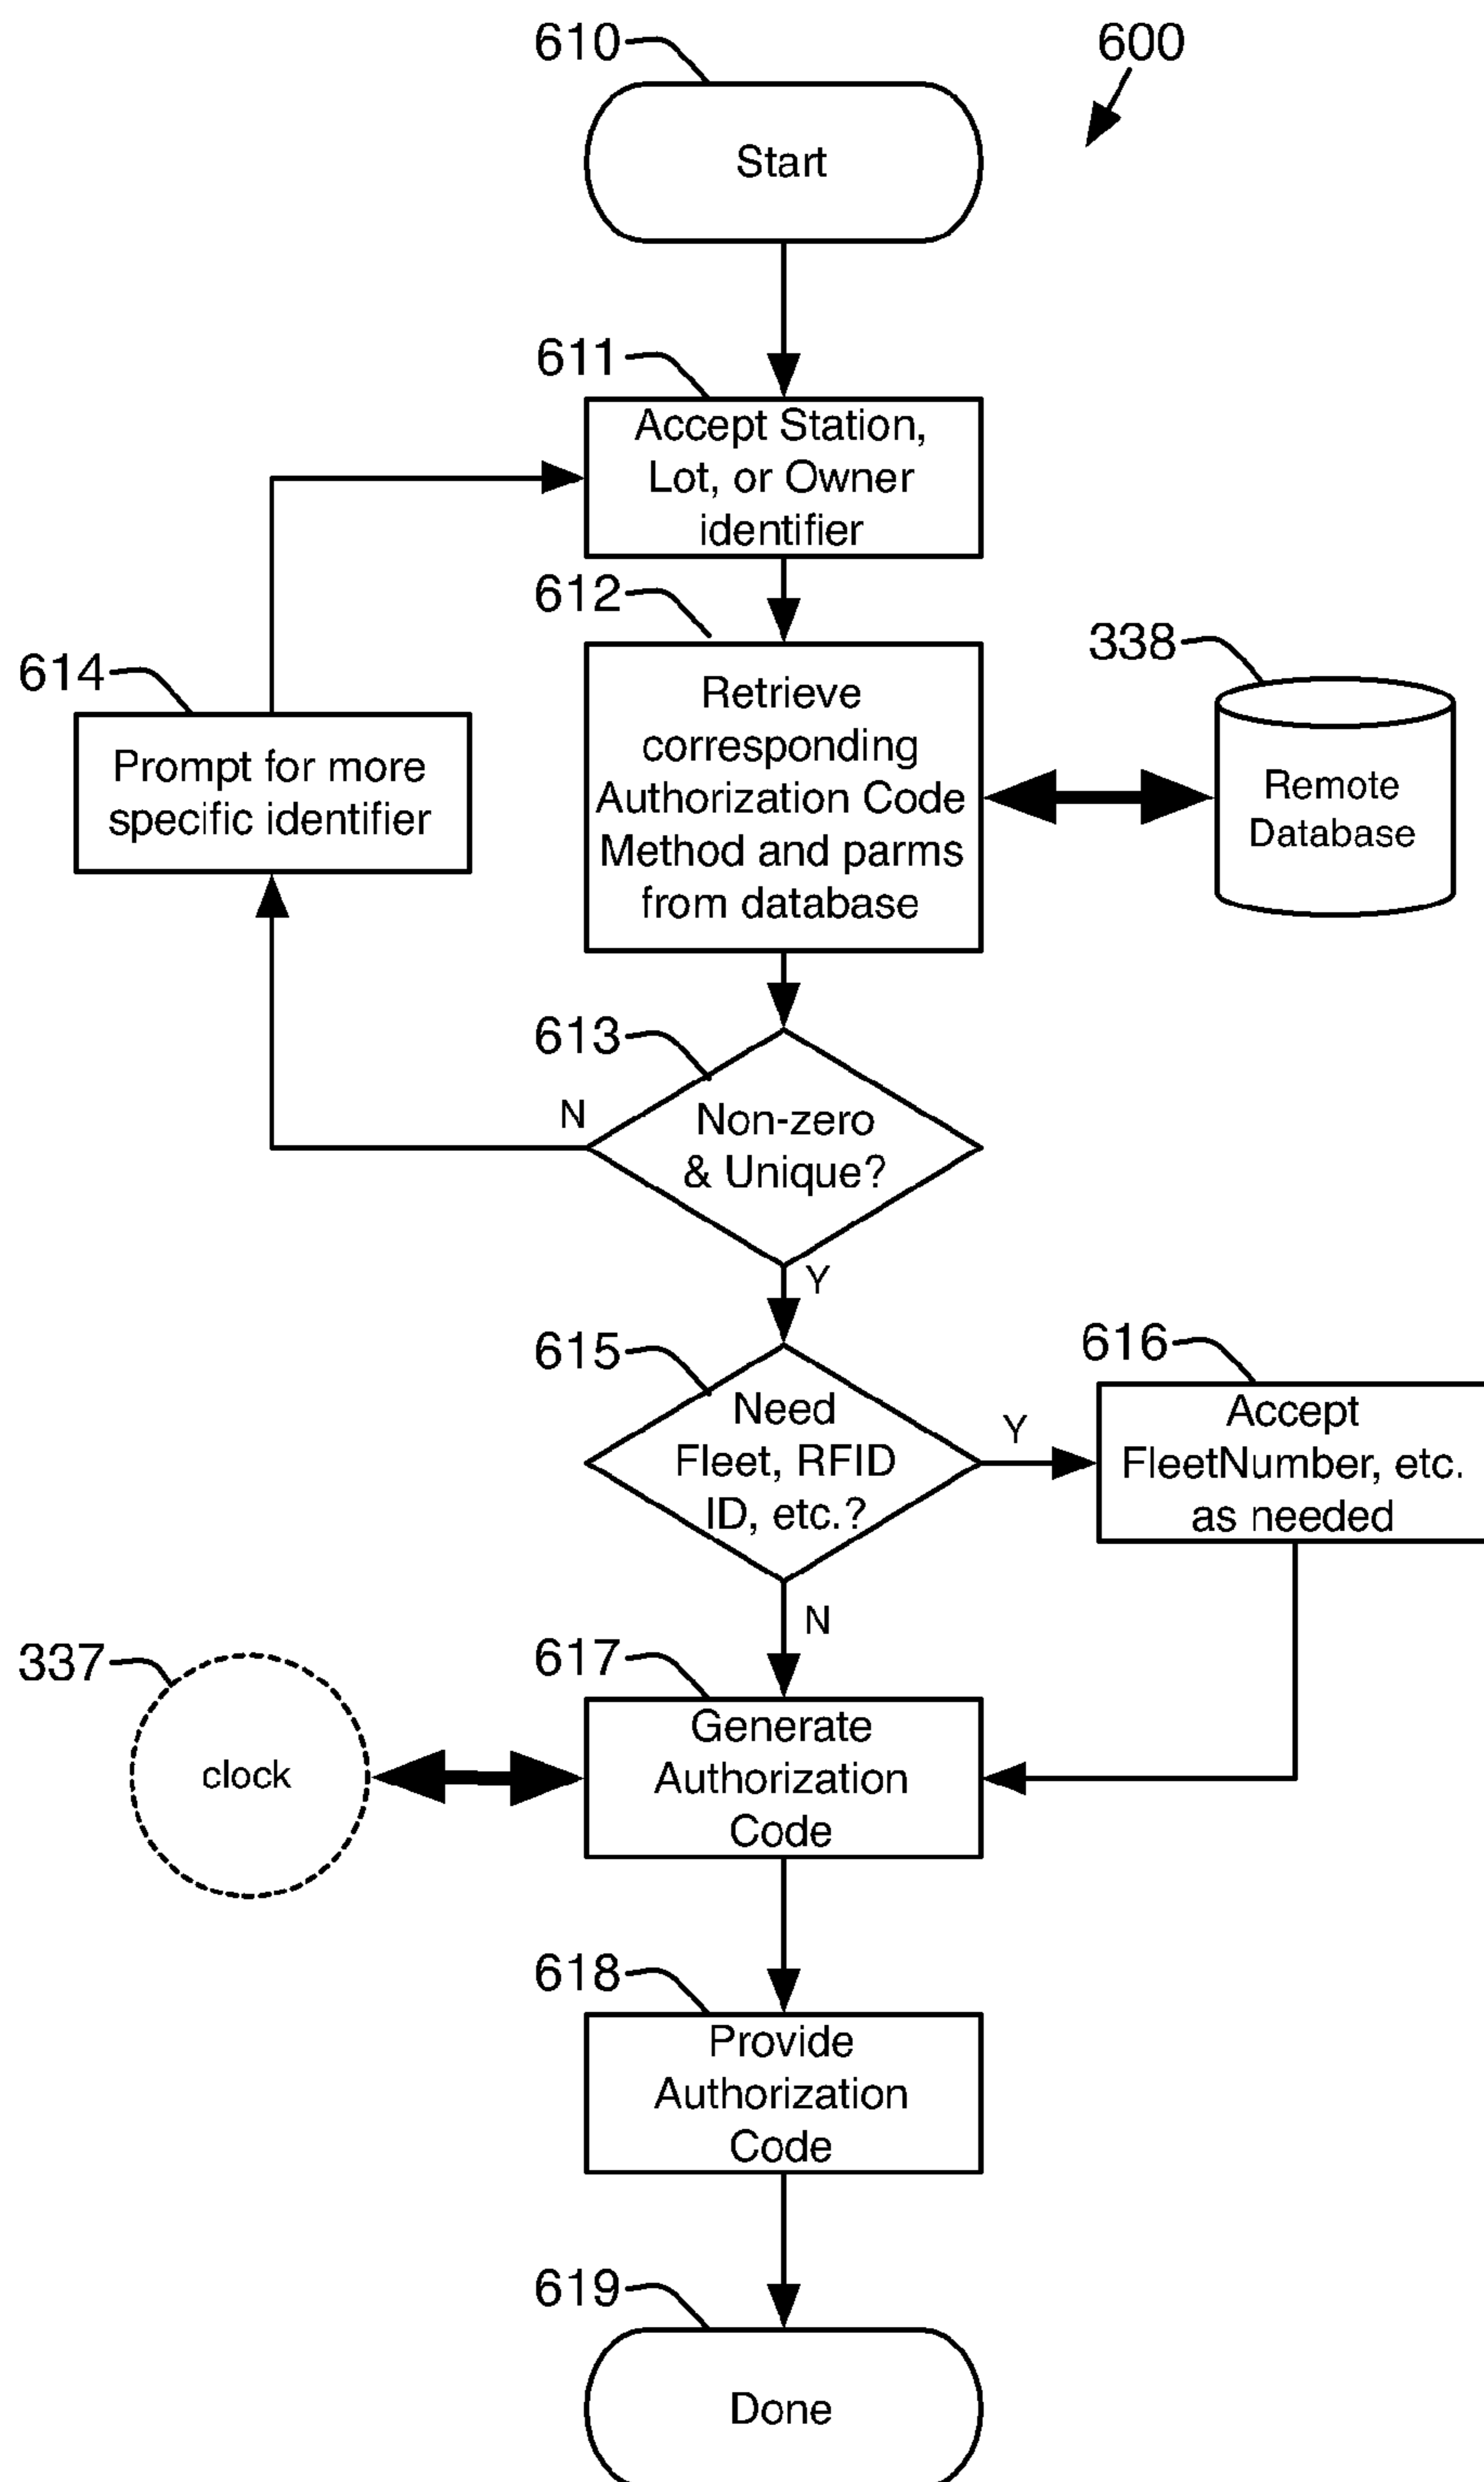 610
600
Start
611
Accept Station,
Lot, or Owner
identifier
612
Retrieve
corresponding
Authorization Code
Method and parms
from database
338
Remote
Database
614
Prompt for more
specific identifier
613
N
Non-zero
& Unique?
Y
615
Need
Fleet, RFID
ID, etc.?
Y
616
Accept
FleetNumber, etc.
as needed
N
337
clock
617
Generate
Authorization
Code
618
Provide
Authorization
Code
619
Done